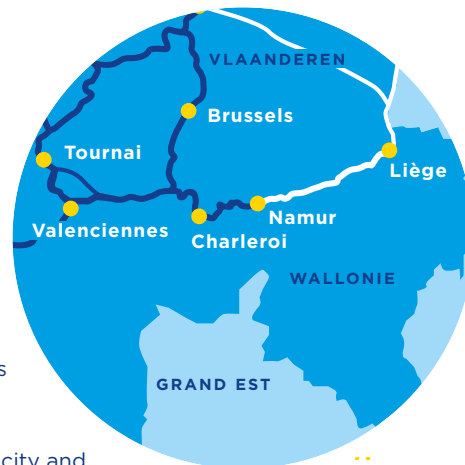 VLAANDEREN
Brussels
Tournai
Liège
Valenciennes
Namur
Charleroi
WALLONIE
GRAND EST
city and